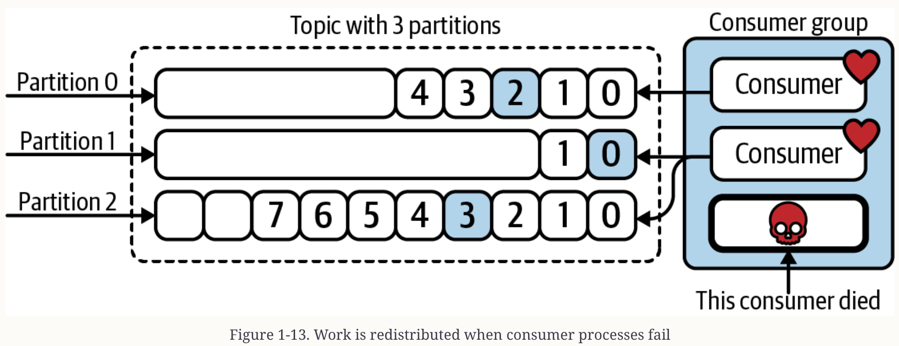 Topic with 3 partitions
Consumer group
Partition 0
4 3 2 1 0
Consumer
Partition 1
1 0
Consumer
Partition 2
7 6 5 4 3 2 1 0
This consumer died
Figure 1-13. Work is redistributed when consumer processes fail